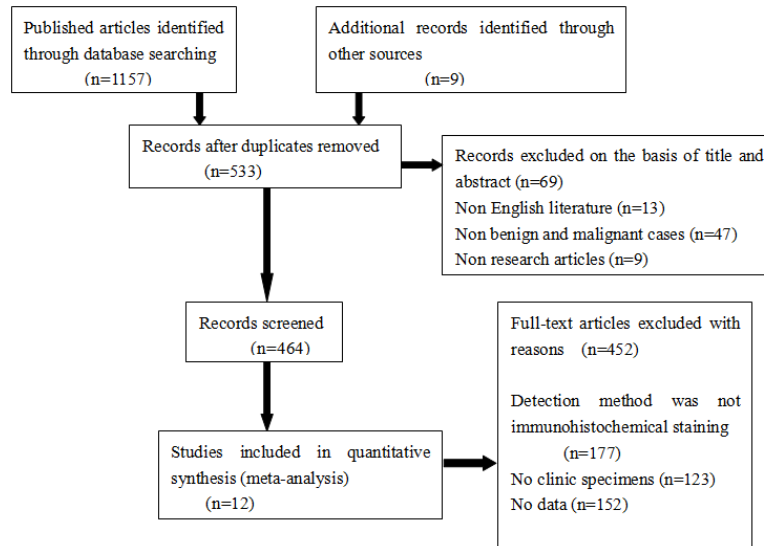 Published articles identified
through database searching
(n=1157)
Additional records identified through
other sources
(n=9)
Records after duplicates removed
(n=533)
Records excluded on the basis of title and
abstract (n=69)
Non English literature (n=13)
Non benign and malignant cases (n=47)
Non research articles (n=9)
Records screened
(n=464)
Full-text articles excluded with
reasons (n=452)
Detection method was not
immunohistochemical staining
(n=177)
No clinic specimens (n=123)
No data (n=152)
Studies included in quantitative
synthesis (meta-analysis)
(n=12)